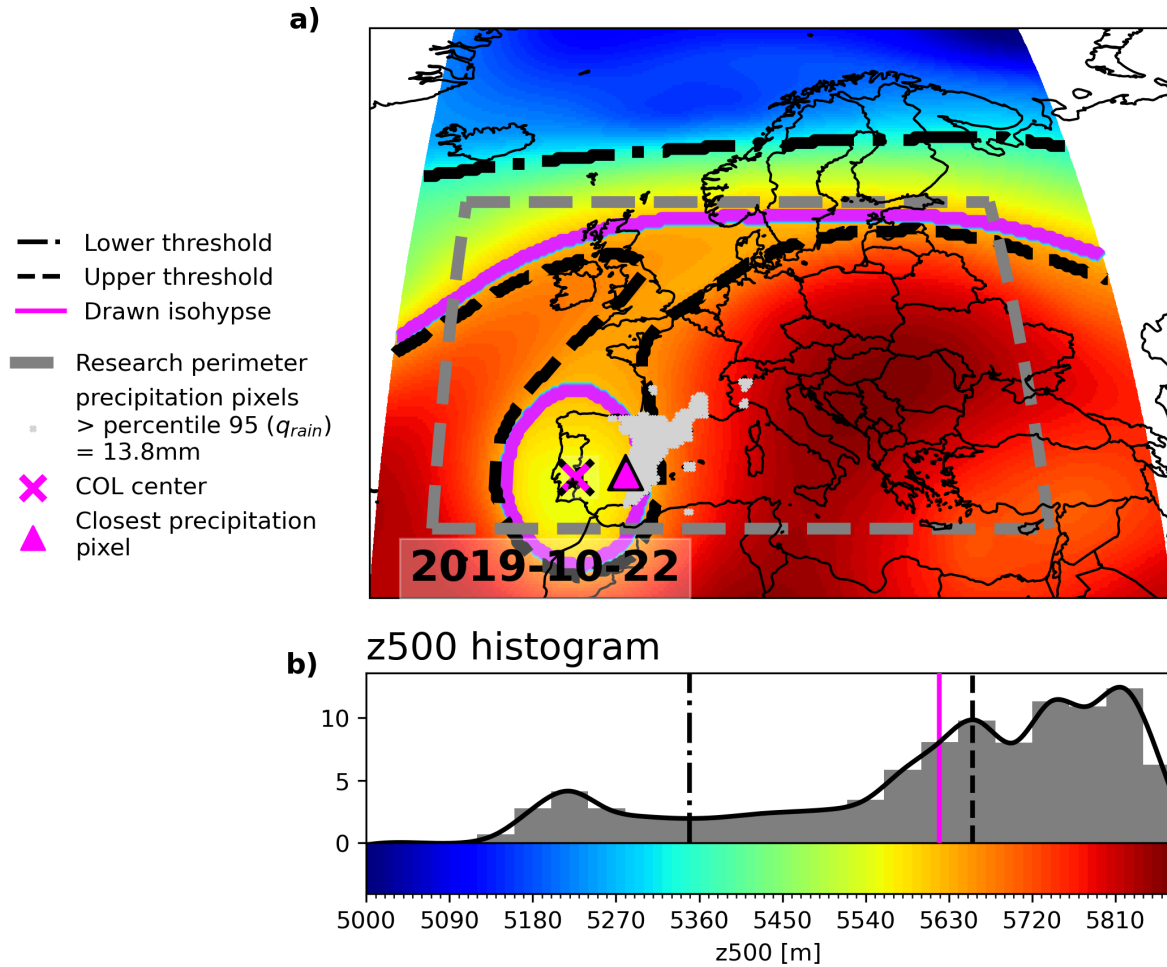 a)
Lower threshold
Upper threshold
Drawn isohypse
Research perimeter
precipitation pixels
> percentile 95 (q_rain)
= 13.8mm
COL center
Closest precipitation
pixel
2019-10-22
z500 histogram
b)
10
5
0
5000 5090 5180 5270 5360 5450 5540 5630 5720 5810
z500 [m]